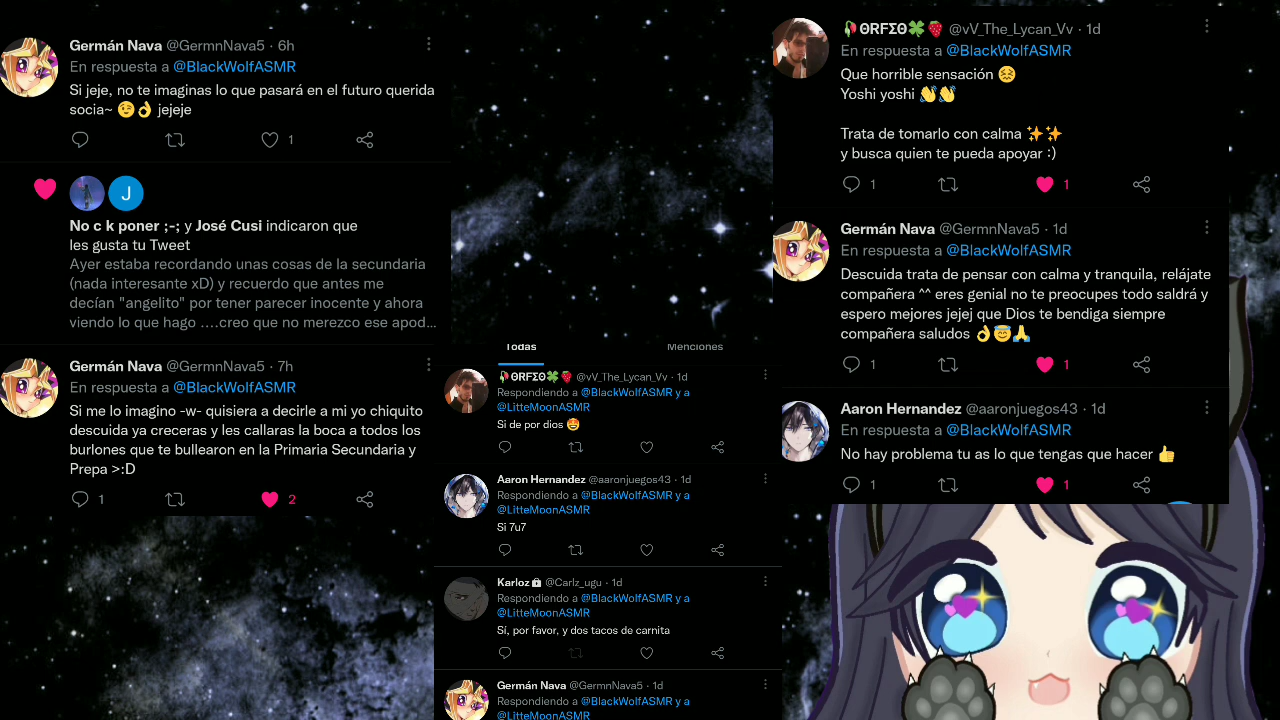 Germán Nava @GermnNava5 · 6h
En respuesta a @BlackWolfASMR
Si jeje, no te imaginas lo que pasará en el futuro querida
socia~ 😉👌 jejeje
1
J
No c k poner ;-; y José Cusi indicaron que
les gusta tu Tweet
Ayer estaba recordando unas cosas de la secundaria
(nada interesante xD) y recuerdo que antes me
decían "angelito" por tener parecer inocente y ahora
viendo lo que hago ....creo que no merezco ese apod...
Germán Nava @GermnNava5 · 7h
En respuesta a @BlackWolfASMR
Si me lo imagino -w- quisiera a decirle a mi yo chiquito
descuida ya creceras y les callaras la boca a todos los
burlones que te bullearon en la Primaria Secundaria y
Prepa >:D
1 2
Todas Menciones
🥀ΘRFΣΘ🍀🍓 @vV_The_Lycan_Vv · 1d
Respondiendo a @BlackWolfASMR y a
@LitteMoonASMR
Si de por dios 🤩
Aaron Hernandez @aaronjuegos43 · 1d
Respondiendo a @BlackWolfASMR y a
@LitteMoonASMR
Si 7u7
Karloz @Carlz_ugu · 1d
Respondiendo a @BlackWolfASMR y a
@LitteMoonASMR
Sí, por favor, y dos tacos de carnita
Germán Nava @GermnNava5 · 1d
Respondiendo a @BlackWolfASMR y a
@LitteMoonASMR
🥀ΘRFΣΘ🍀🍓 @vV_The_Lycan_Vv · 1d
En respuesta a @BlackWolfASMR
Que horrible sensación 😣
Yoshi yoshi 👋👋
Trata de tomarlo con calma ✨✨
y busca quien te pueda apoyar :)
1 1
Germán Nava @GermnNava5 · 1d
En respuesta a @BlackWolfASMR
Descuida trata de pensar con calma y tranquila, relájate
compañera ^^ eres genial no te preocupes todo saldrá y
espero mejores jejej que Dios te bendiga siempre
compañera saludos 👌😇🙏
1 1
Aaron Hernandez @aaronjuegos43 · 1d
En respuesta a @BlackWolfASMR
No hay problema tu as lo que tengas que hacer 👍
1 1